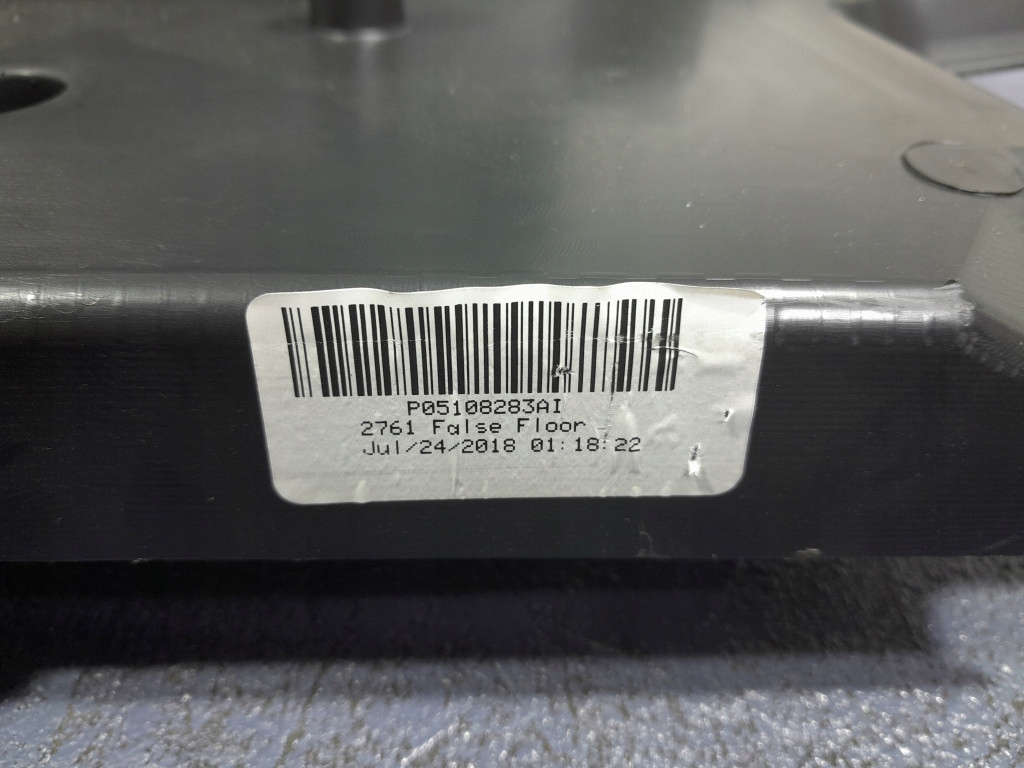 P05108283AI
2761 False Floor
Jul/24/2018 01:18:22